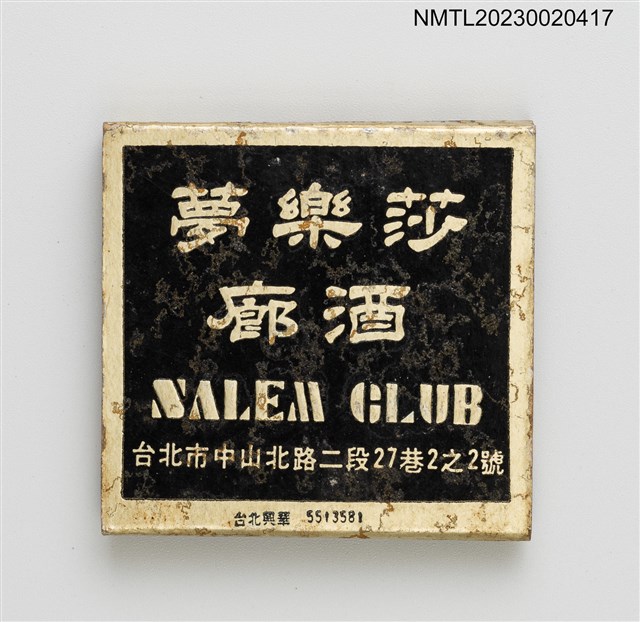 NMTL20230020417
莎樂夢
酒廊
SALEM CLUB
台北市中山北路二段27巷2之2號
台北興華 5513581